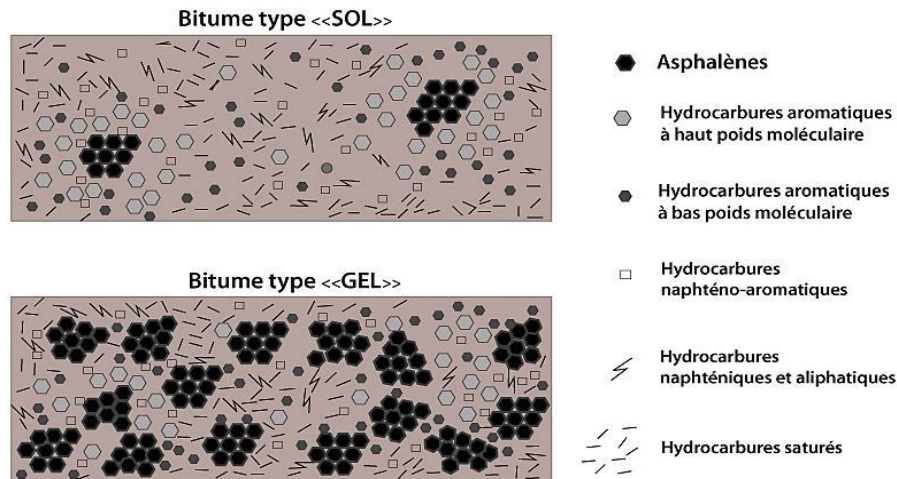 Bitume type <<SOL>>
Asphalènes
Hydrocarbures aromatiques
à haut poids moléculaire
Hydrocarbures aromatiques
à bas poids moléculaire
Bitume type <<GEL>>
Hydrocarbures
naphténo-aromatiques
Hydrocarbures
naphténiques et aliphatiques
Hydrocarbures saturés